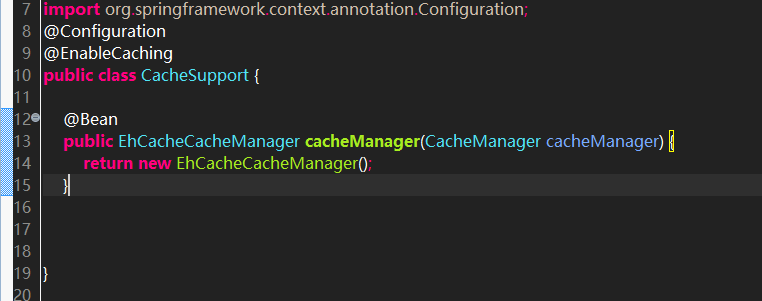 7 import org.springframework.context.annotation.Configuration;
8 @Configuration
9 @EnableCaching
10 public class CacheSupport {
11
12 @Bean
13 public EhCacheCacheManager cacheManager(CacheManager cacheManager) {
14 return new EhCacheCacheManager();
15 }
16
17
18
19 }
20